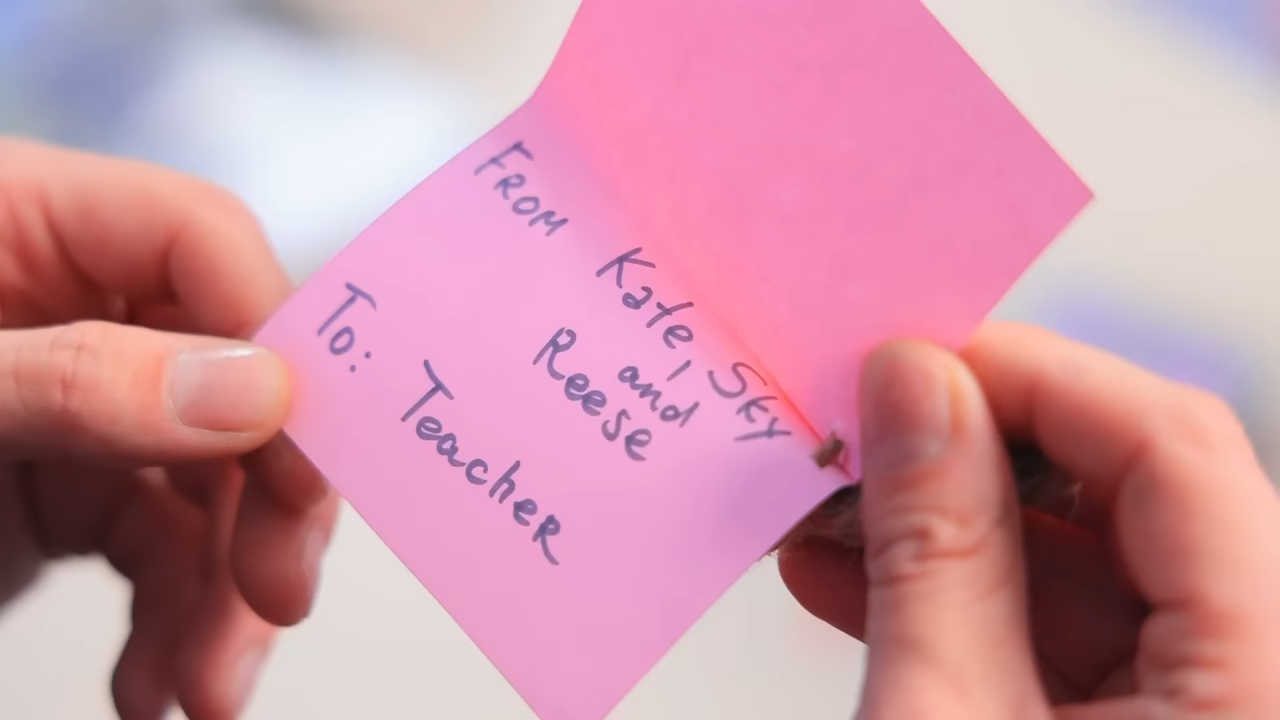 FROM Kate, Sky
and
Reese
To: Teacher